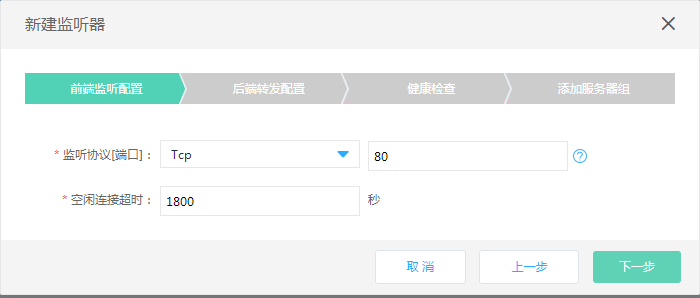 新建监听器
前端监听配置 后端转发配置 健康检查 添加服务器组
* 监听协议[端口]： Tcp 80 ?
* 空闲连接超时： 1800 秒
取消 上一步 下一步